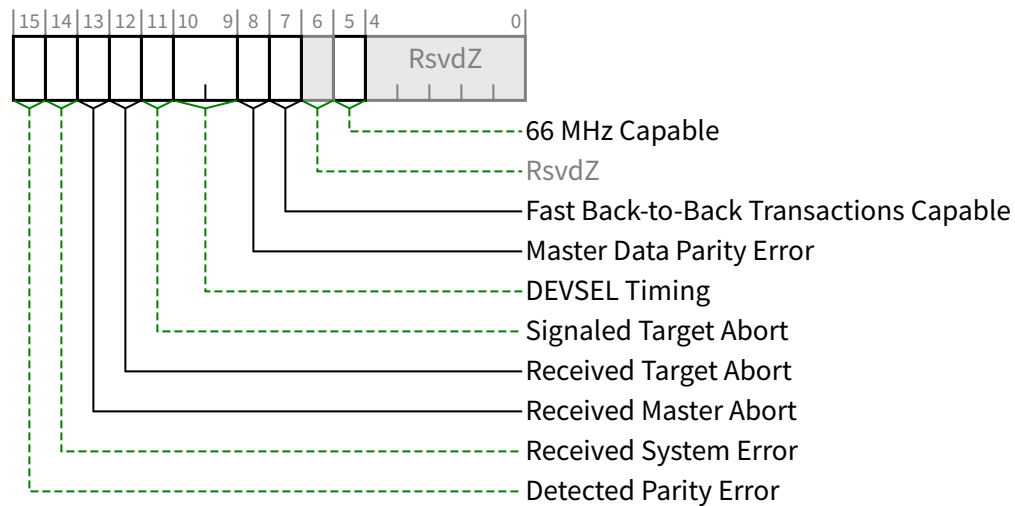 15 14 13 12 11 10 9 8 7 6 5 4 0
RsvdZ
66 MHz Capable
RsvdZ
Fast Back-to-Back Transactions Capable
Master Data Parity Error
DEVSEL Timing
Signaled Target Abort
Received Target Abort
Received Master Abort
Received System Error
Detected Parity Error